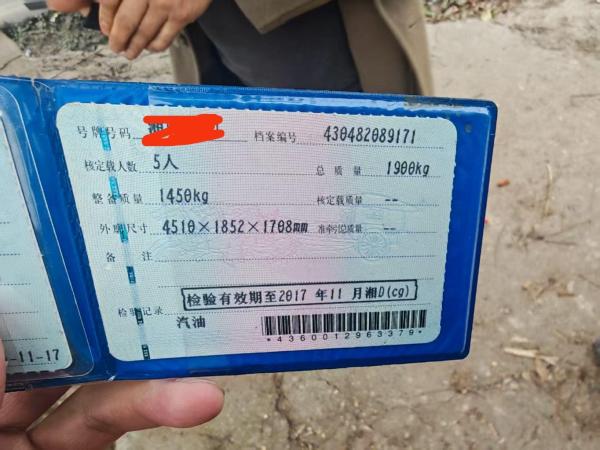 号牌号码 湘 档案编号 430482089171
核定载人数 5人 总质量 1900kg
整备质量 1450kg 核定载质量 --
外廓尺寸 4510×1852×1708mm 准牵引总质量 --
备注
检验有效期至2017年11月湘D(cg)
检验记录
汽油
*4360012963379*
11-17